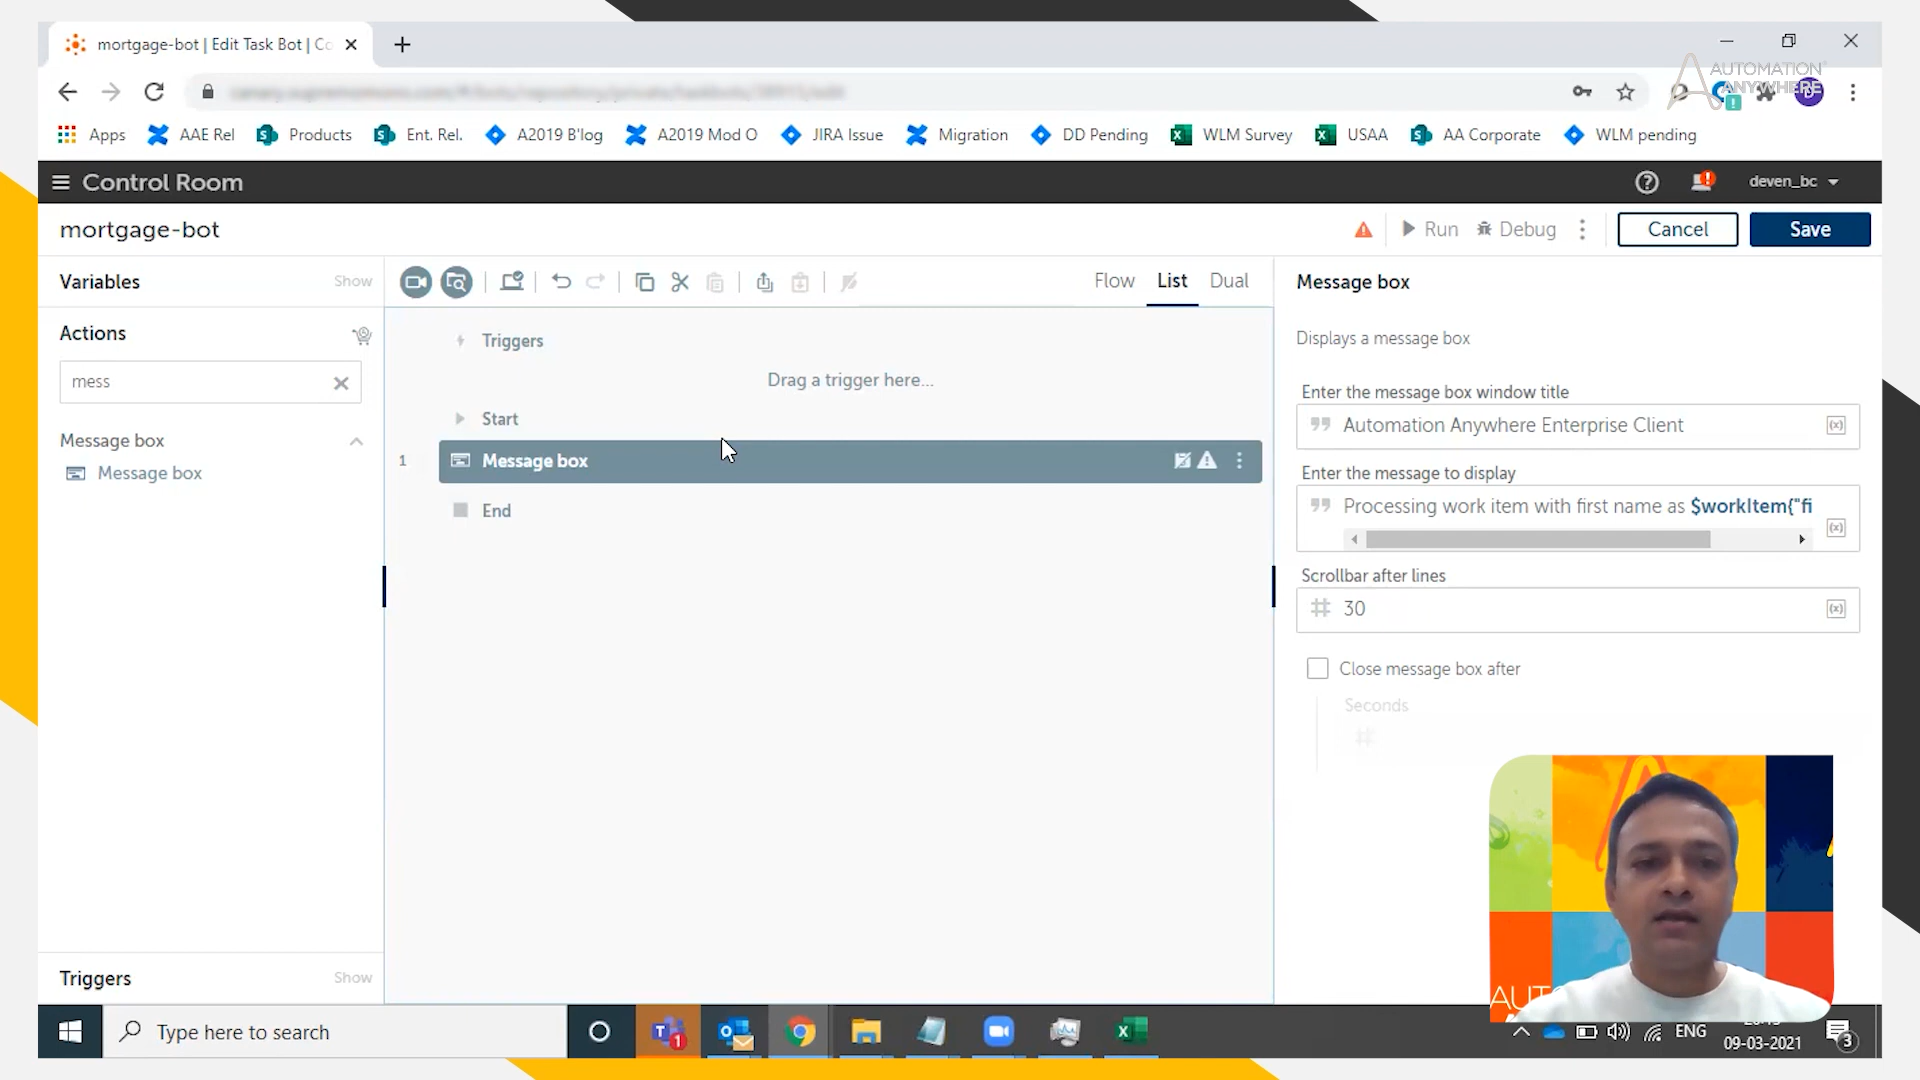 mortgage-bot | Edit Task Bot | Co
AUTOMATION
ANYWHERE
Apps
AAE Rel
Products
Ent. Rel.
A2019 B'log
A2019 Mod O
JIRA Issue
Migration
DD Pending
WLM Survey
USAA
AA Corporate
WLM pending
Control Room
deven_bc
mortgage-bot
Run
Debug
Cancel
Save
Variables
Show
Flow
List
Dual
Message box
Actions
mess
Message box
Message box
Triggers
Drag a trigger here...
Start
1
Message box
End
Displays a message box
Enter the message box window title
Automation Anywhere Enterprise Client
Enter the message to display
Processing work item with first name as $workItem{"fi
Scrollbar after lines
30
Close message box after
Seconds
Triggers
Show
Type here to search
1
ENG
09-03-2021
3